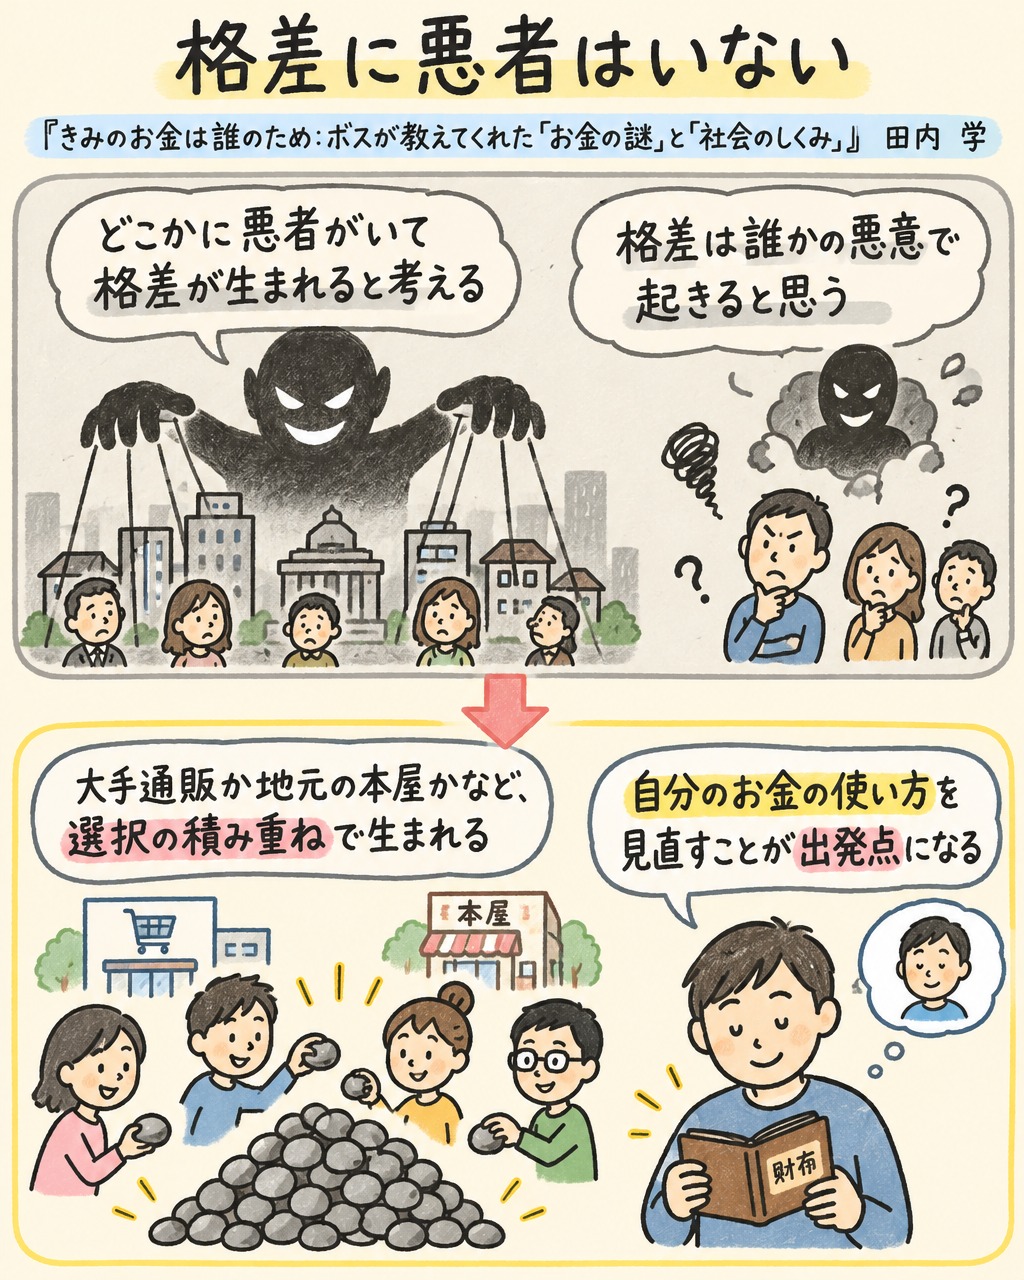 格差に悪者はいない
『きみのお金は誰のため:ボスが教えてくれた「お金の謎」と「社会のしくみ」』 田内 学
どこかに悪者がいて
格差が生まれると考える
格差は誰かの悪意で
起きると思う
?
?
大手通販か地元の本屋かなど、
選択の積み重ねで生まれる
自分のお金の使い方を
見直すことが出発点になる
本屋
財布